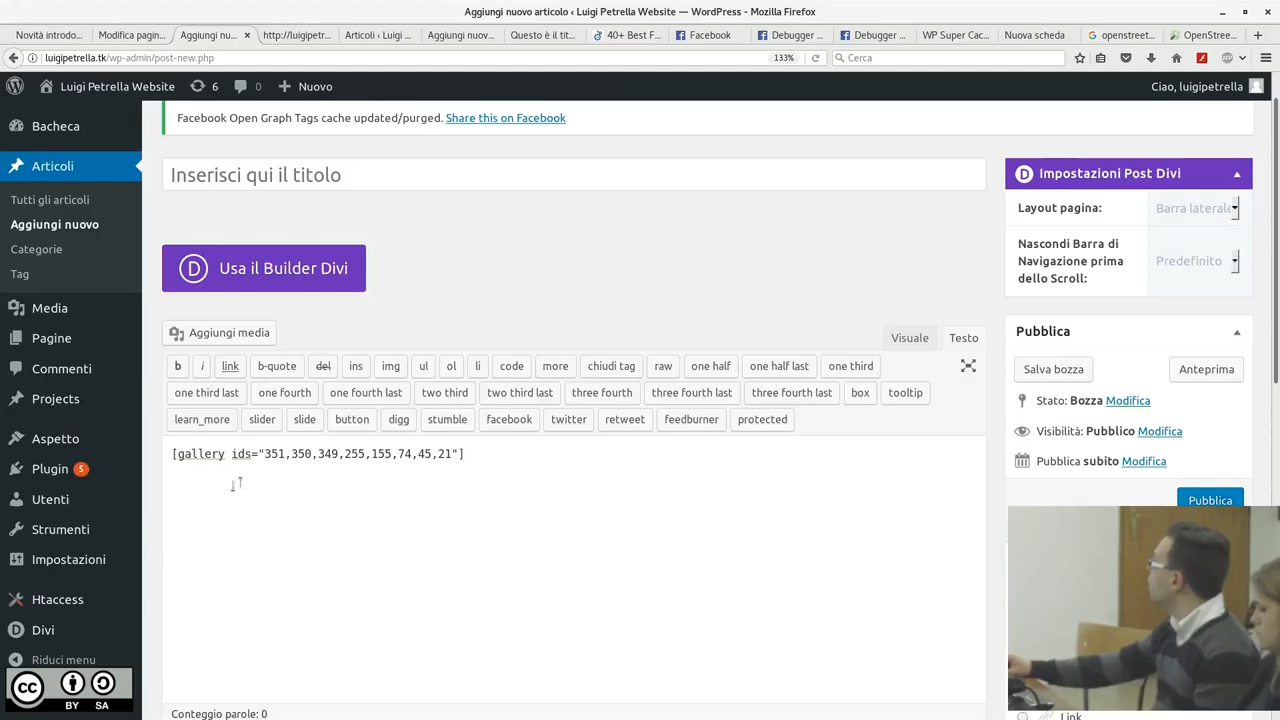 Aggiungi nuovo articolo ‹ Luigi Petrella Website — WordPress - Mozilla Firefox
Novità introdo...
Modifica pagin...
Aggiungi nu...
http://luigipetr...
Articoli ‹ Luigi ...
Aggiungi nuov...
Questo è il tit...
40+ Best F...
Facebook
Debugger ...
Debugger ...
WP Super Cac...
Nuova scheda
openstreet...
OpenStree...
luigipetrella.tk/wp-admin/post-new.php
133%
Cerca
Luigi Petrella Website
6
0
Nuovo
Ciao, luigipetrella
Bacheca
Articoli
Tutti gli articoli
Aggiungi nuovo
Categorie
Tag
Media
Pagine
Commenti
Projects
Aspetto
Plugin 5
Utenti
Strumenti
Impostazioni
Htaccess
Divi
Riduci menu
Facebook Open Graph Tags cache updated/purged. Share this on Facebook
Inserisci qui il titolo
D Usa il Builder Divi
Aggiungi media
Visuale
Testo
b i link b-quote del ins img ul ol li code more chiudi tag raw one half one half last one third
one third last one fourth one fourth last two third two third last three fourth three fourth last three fourth last box tooltip
learn_more slider slide button digg stumble facebook twitter retweet feedburner protected
[gallery ids="351,350,349,255,155,74,45,21"]
Conteggio parole: 0
D Impostazioni Post Divi
Layout pagina:
Barra laterale
Nascondi Barra di
Navigazione prima
dello Scroll:
Predefinito
Pubblica
Salva bozza
Anteprima
Stato: Bozza Modifica
Visibilità: Pubblico Modifica
Pubblica subito Modifica
Pubblica
Link
cc
BY SA